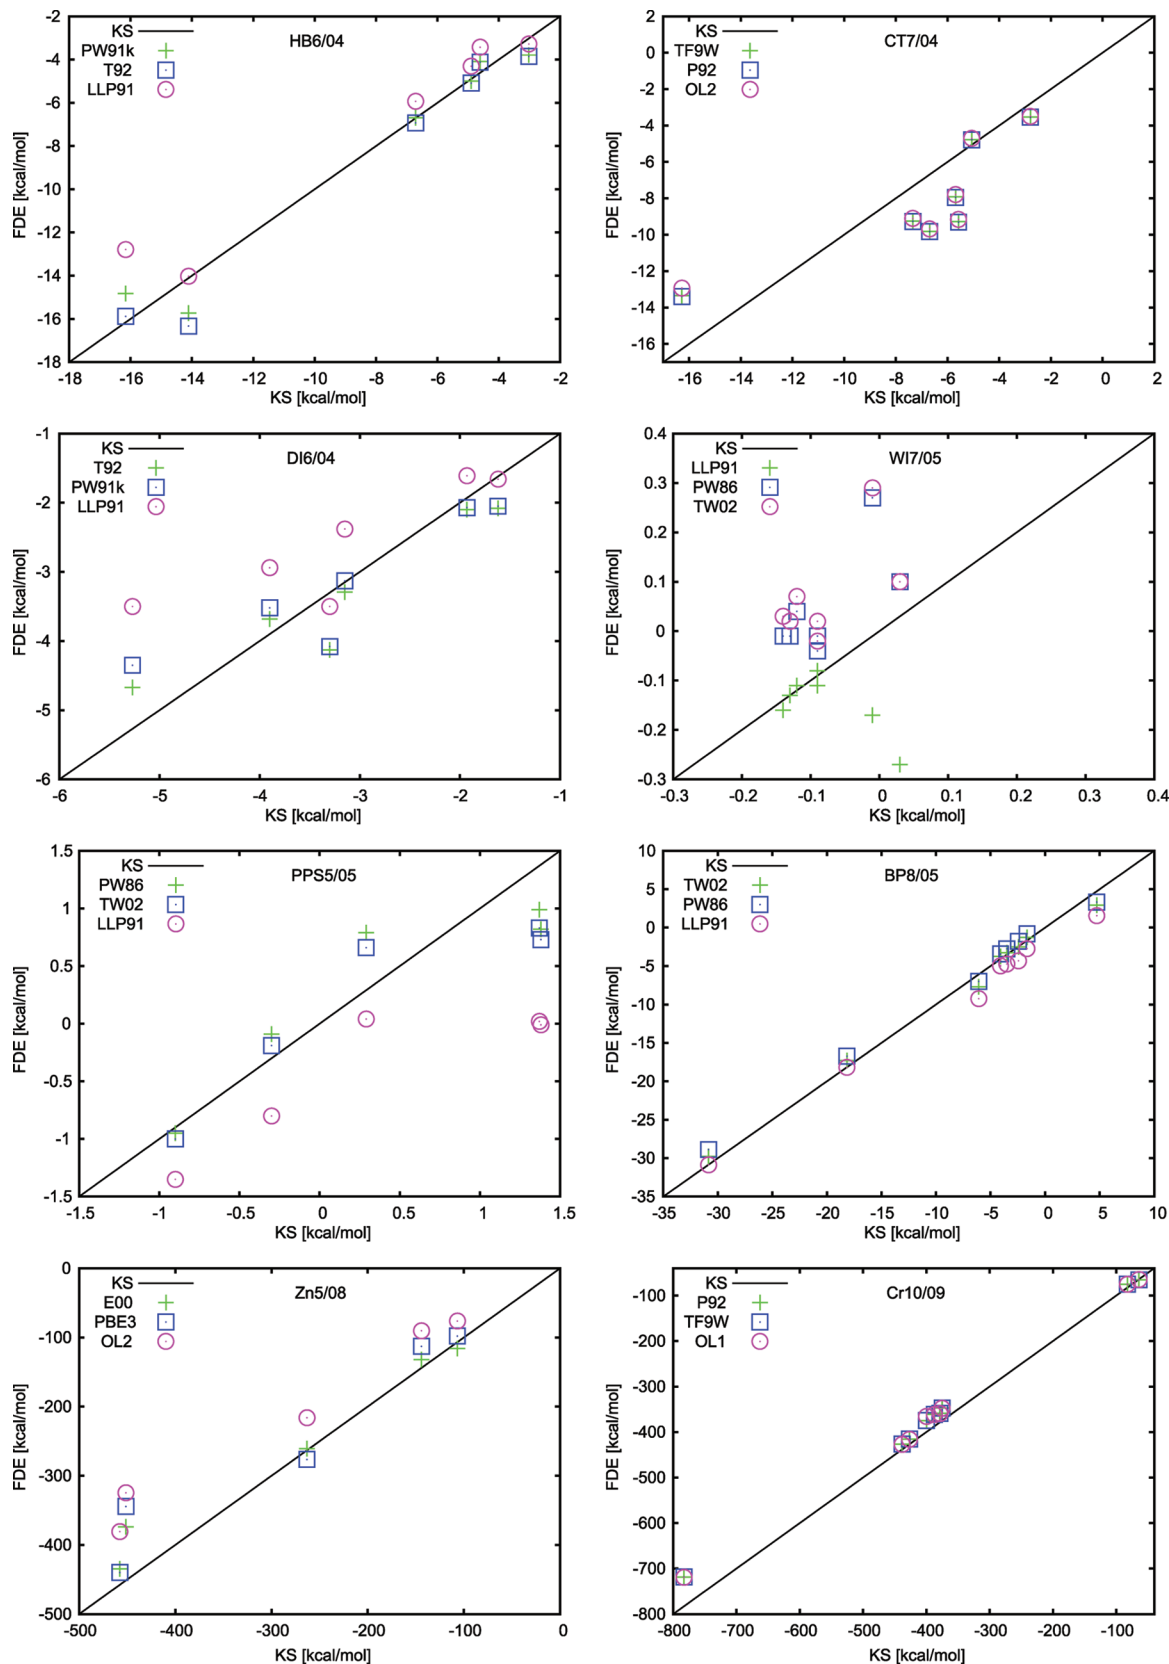 HB6/04
KS
PW91k
T92
LLP91
-2
-4
-6
-8
-10
-12
-14
-16
-18
-18 -16 -14 -12 -10 -8 -6 -4 -2
FDE [kcal/mol]
KS [kcal/mol]
CT7/04
KS
TF9W
P92
OL2
2
0
-2
-4
-6
-8
-10
-12
-14
-16
-16 -14 -12 -10 -8 -6 -4 -2 0 2
FDE [kcal/mol]
KS [kcal/mol]
DI6/04
KS
T92
PW91k
LLP91
-1
-2
-3
-4
-5
-6
-6 -5 -4 -3 -2 -1
FDE [kcal/mol]
KS [kcal/mol]
WI7/05
KS
LLP91
PW86
TW02
0.4
0.3
0.2
0.1
0
-0.1
-0.2
-0.3
-0.3 -0.2 -0.1 0 0.1 0.2 0.3 0.4
FDE [kcal/mol]
KS [kcal/mol]
PPS5/05
KS
PW86
TW02
LLP91
1.5
1
0.5
0
-0.5
-1
-1.5
-1.5 -1 -0.5 0 0.5 1 1.5
FDE [kcal/mol]
KS [kcal/mol]
BP8/05
KS
TW02
PW86
LLP91
10
5
0
-5
-10
-15
-20
-25
-30
-35
-35 -30 -25 -20 -15 -10 -5 0 5 10
FDE [kcal/mol]
KS [kcal/mol]
Zn5/08
KS
E00
PBE3
OL2
0
-100
-200
-300
-400
-500
-500 -400 -300 -200 -100 0
FDE [kcal/mol]
KS [kcal/mol]
Cr10/09
KS
P92
TF9W
OL1
-100
-200
-300
-400
-500
-600
-700
-800
-800 -700 -600 -500 -400 -300 -200 -100
FDE [kcal/mol]
KS [kcal/mol]